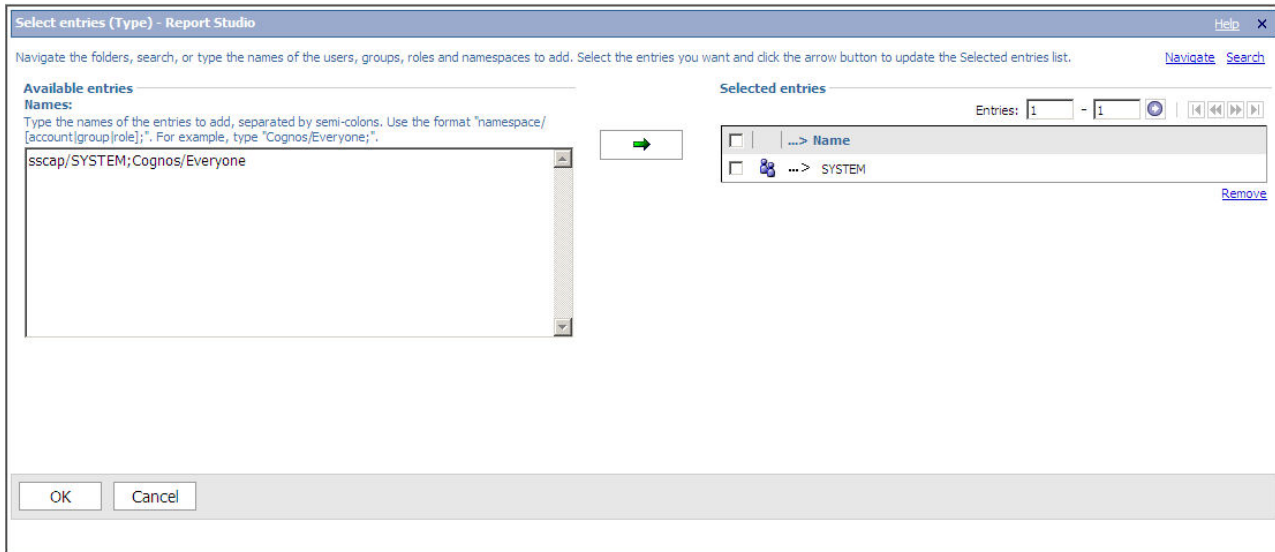 Select entries (Type) - Report Studio
Help
Navigate the folders, search, or type the names of the users, groups, roles and namespaces to add. Select the entries you want and click the arrow button to update the Selected entries list.
Navigate Search
Available entries
Names:
Type the names of the entries to add, separated by semi-colons. Use the format "namespace/
[account|group|role];". For example, type "Cognos/Everyone;".
sscap/SYSTEM;Cognos/Everyone
Selected entries
Entries: 1 - 1
...> Name
...> SYSTEM
Remove
OK Cancel